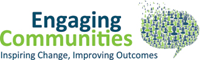 Engaging
Communities
Inspiring Change, Improving Outcomes